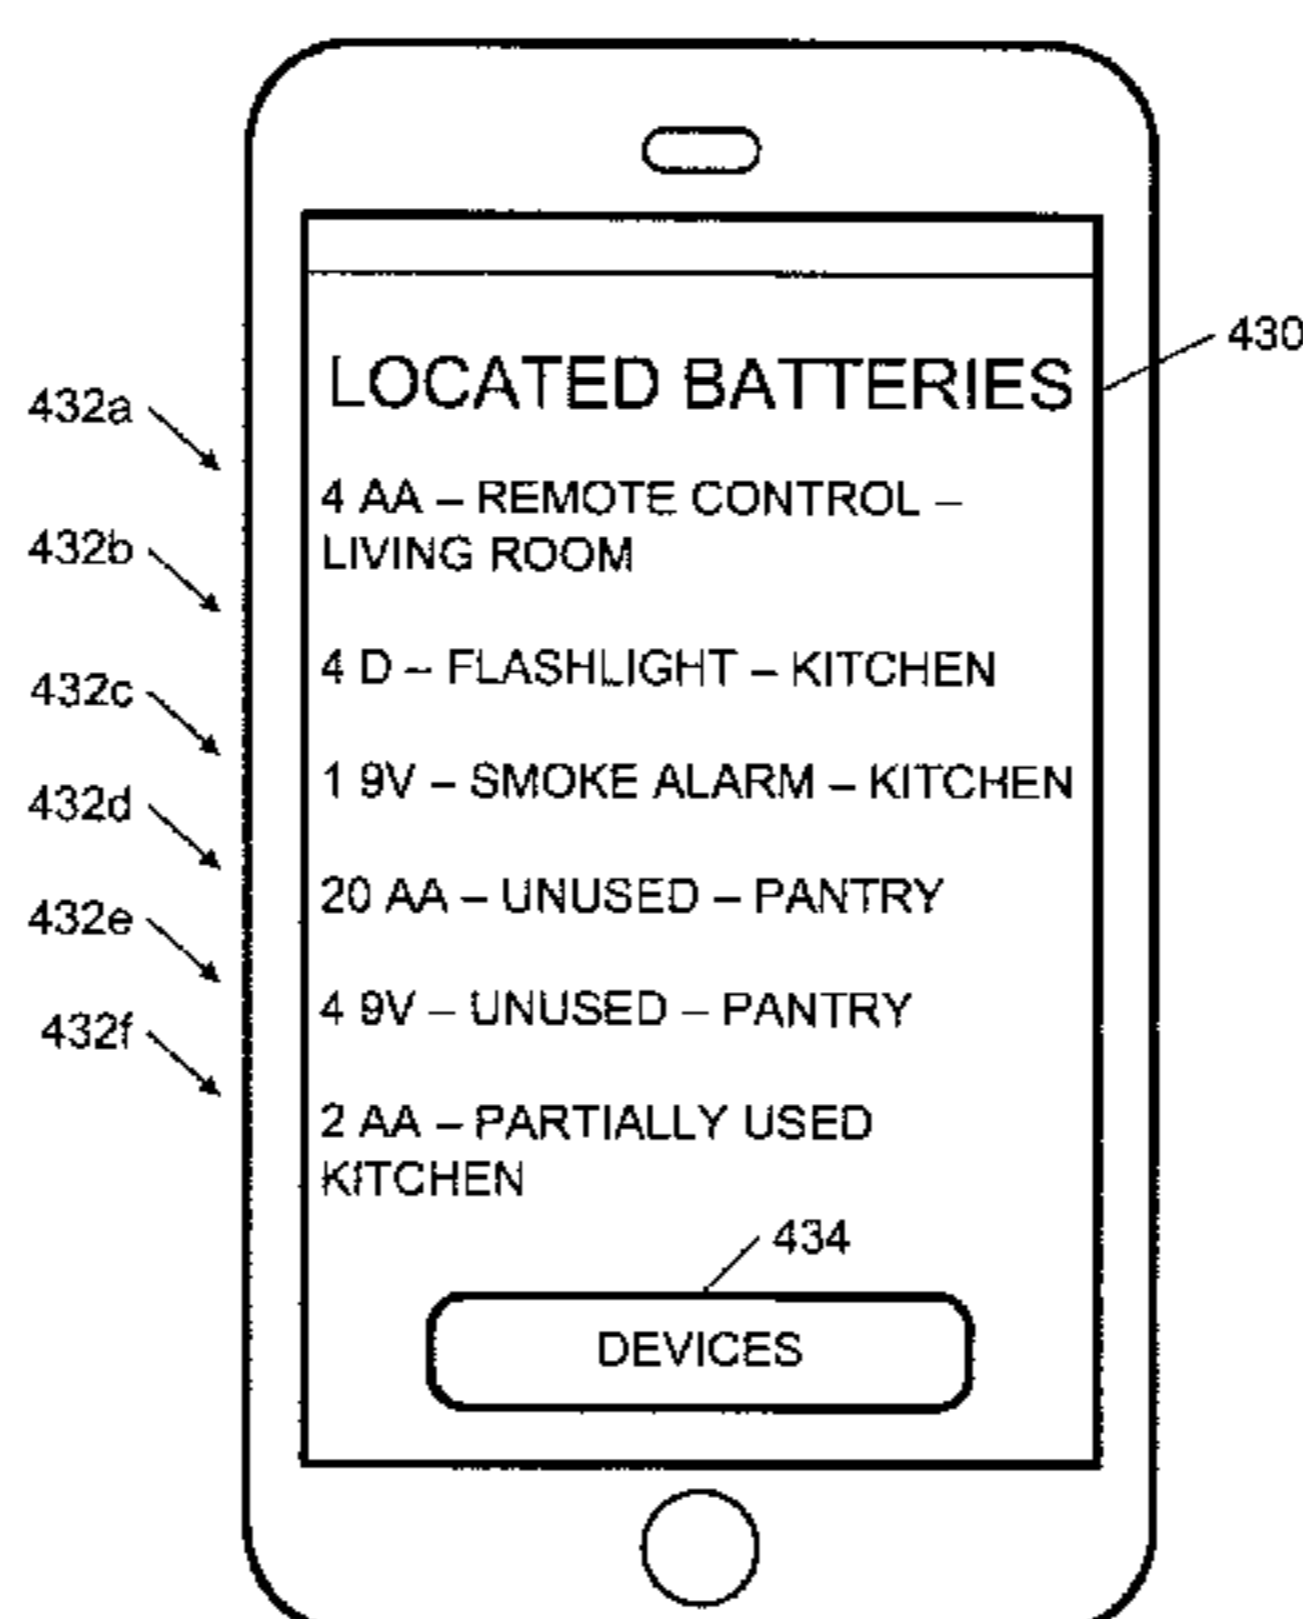 430
LOCATED BATTERIES
432a
4 AA – REMOTE CONTROL –
LIVING ROOM
432b
4 D – FLASHLIGHT – KITCHEN
432c
1 9V – SMOKE ALARM – KITCHEN
432d
20 AA – UNUSED – PANTRY
432e
4 9V – UNUSED – PANTRY
432f
2 AA – PARTIALLY USED
KITCHEN
434
DEVICES